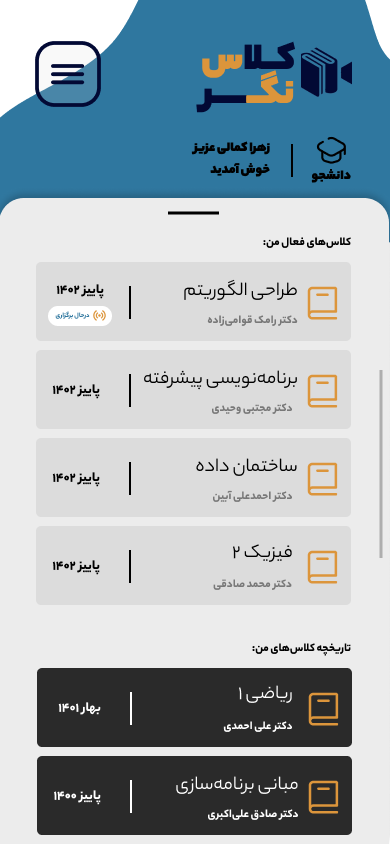 کلاس
نگر
دانشجو
زهرا کمالی عزیز
خوش آمدید
کلاس‌های فعال من:
طراحی الگوریتم
دکتر رامک قوامی‌زاده
پاییز ۱۴۰۲
درحال برگزاری
برنامه‌نویسی پیشرفته
دکتر مجتبی وحیدی
پاییز ۱۴۰۲
ساختمان داده
دکتر احمدعلی آبین
پاییز ۱۴۰۲
فیزیک ۲
دکتر محمد صادقی
پاییز ۱۴۰۲
تاریخچه کلاس‌های من:
ریاضی ۱
دکتر علی احمدی
بهار ۱۴۰۱
مبانی برنامه‌سازی
دکتر صادق علی‌اکبری
پاییز ۱۴۰۰